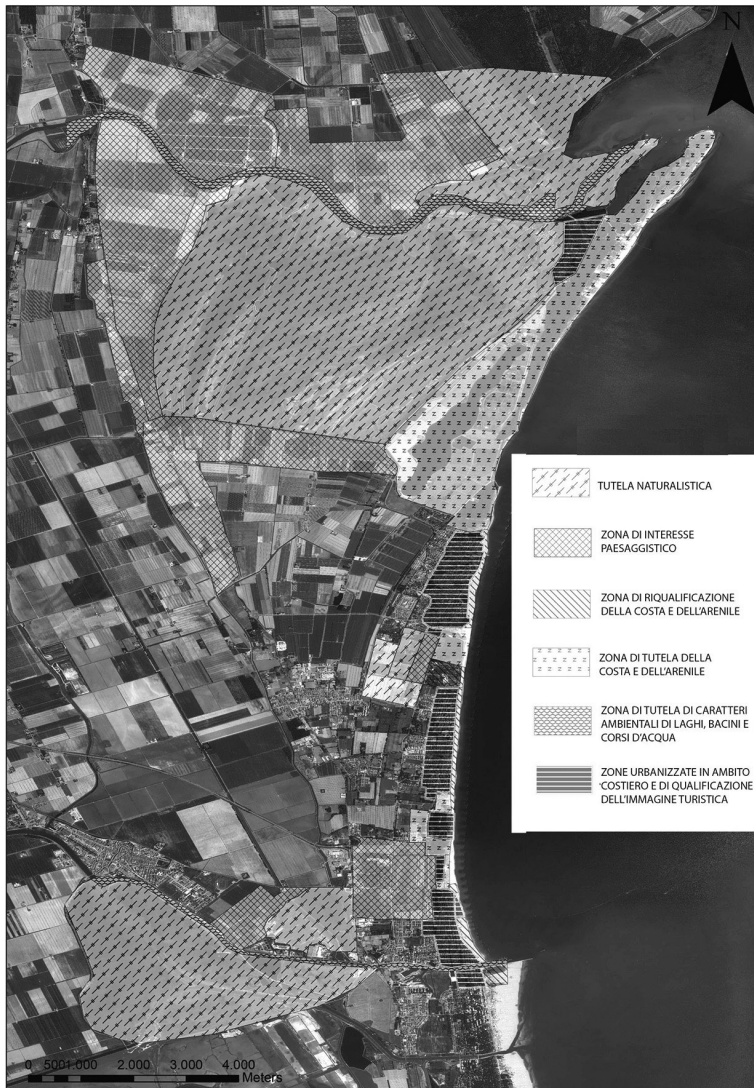 N
TUTELA NATURALISTICA
ZONA DI INTERESSE
PAESAGGISTICO
ZONA DI RIQUALIFICAZIONE
DELLA COSTA E DELL'ARENILE
ZONA DI TUTELA DELLA
COSTA E DELL'ARENILE
ZONA DI TUTELA DI CARATTERI
AMBIENTALI DI LAGHI, BACINI E
CORSI D'ACQUA
ZONE URBANIZZATE IN AMBITO
COSTIERO E DI QUALIFICAZIONE
DELL'IMMAGINE TURISTICA
0 5001.000 2.000 3.000 4.000
Meters